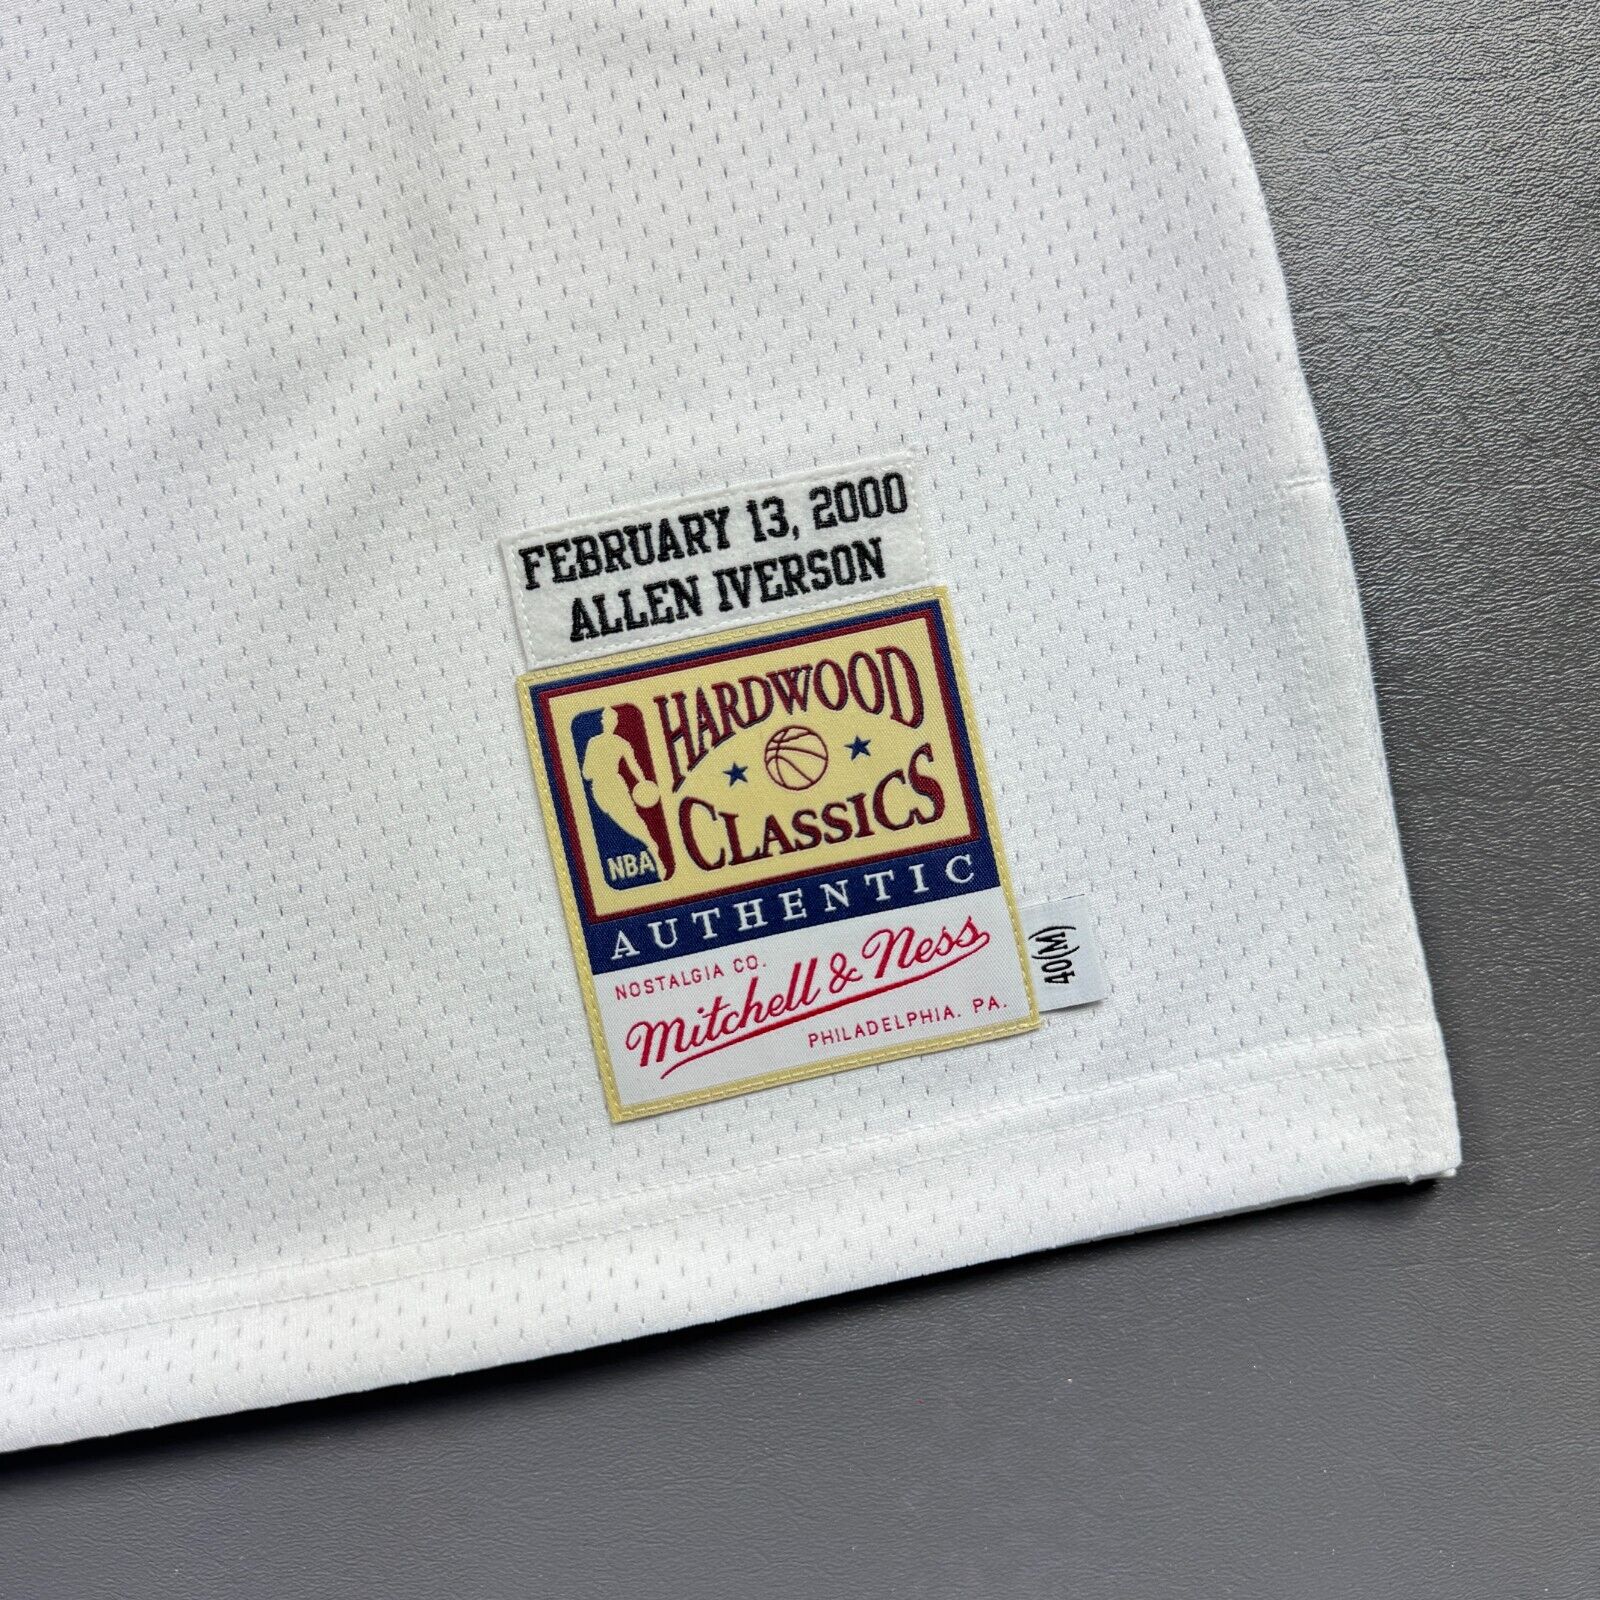 FEBRUARY 13, 2000
ALLEN IVERSON
HARDWOOD
CLASSICS
NBA
AUTHENTIC
NOSTALGIA CO.
Mitchell & Ness
PHILADELPHIA, PA.
40(M)